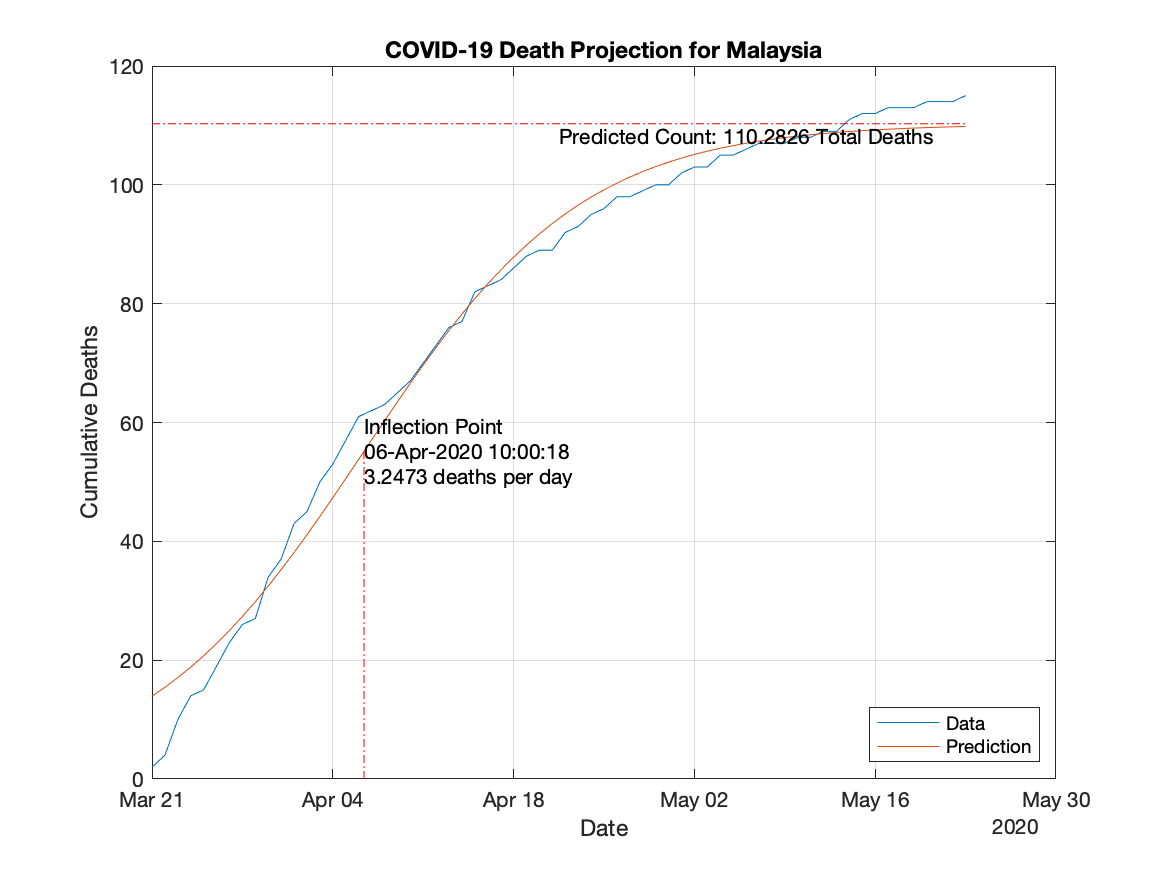 COVID-19 Death Projection for Malaysia
120
100
80
60
40
20
0
Cumulative Deaths
Predicted Count: 110.2826 Total Deaths
Inflection Point
06-Apr-2020 10:00:18
3.2473 deaths per day
Data
Prediction
Mar 21 Apr 04 Apr 18 May 02 May 16 May 30
Date
2020